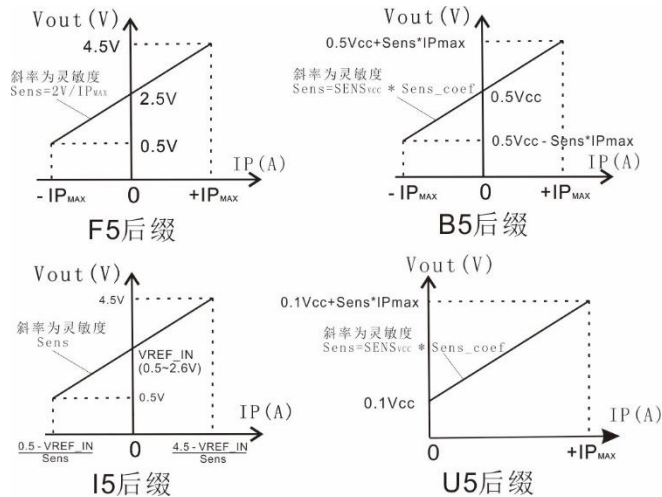 Vout(V)
4.5V
斜率为灵敏度
Sens=2V/IPMAX
2.5V
0.5V
IP(A)
- IPMAX
0
+IPMAX
F5后缀
Vout(V)
0.5Vcc+Sens*IPmax
斜率为灵敏度
Sens=SENSvcc * Sens_coef
0.5Vcc
0.5Vcc-Sens*IPmax
IP(A)
- IPMAX
0
+IPMAX
B5后缀
Vout(V)
4.5V
斜率为灵敏度
Sens
VREF_IN
(0.5~2.6V)
0.5V
IP(A)
0.5-VREF_IN
Sens
0
4.5-VREF_IN
Sens
I5后缀
Vout(V)
0.1Vcc+Sens*IPmax
斜率为灵敏度
Sens=SENSvcc * Sens_coef
0.1Vcc
IP(A)
0
+IPMAX
U5后缀